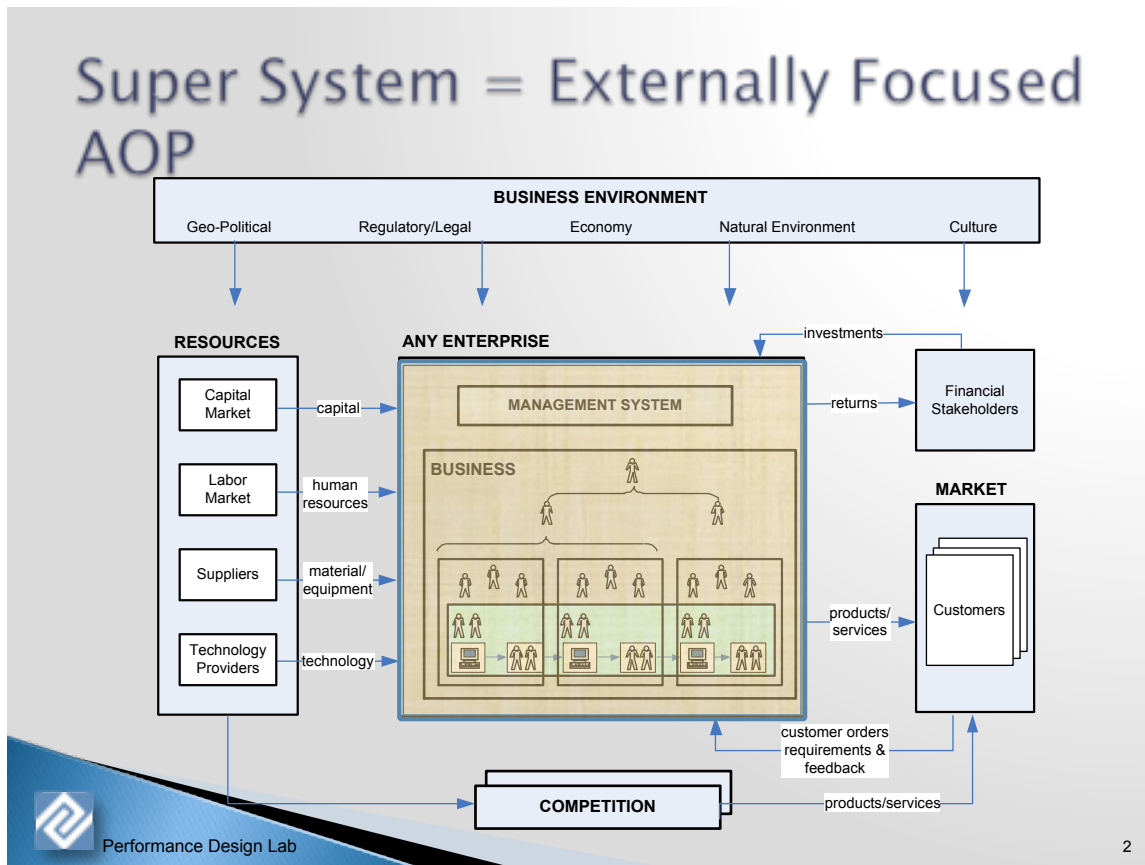 Super System = Externally Focused
AOP
BUSINESS ENVIRONMENT
Geo-Political
Regulatory/Legal
Economy
Natural Environment
Culture
RESOURCES
Capital
Market
Labor
Market
Suppliers
Technology
Providers
capital
human
resources
material/
equipment
technology
ANY ENTERPRISE
MANAGEMENT SYSTEM
BUSINESS
investments
returns
Financial
Stakeholders
MARKET
products/
services
Customers
customer orders
requirements &
feedback
COMPETITION
products/services
Performance Design Lab
2